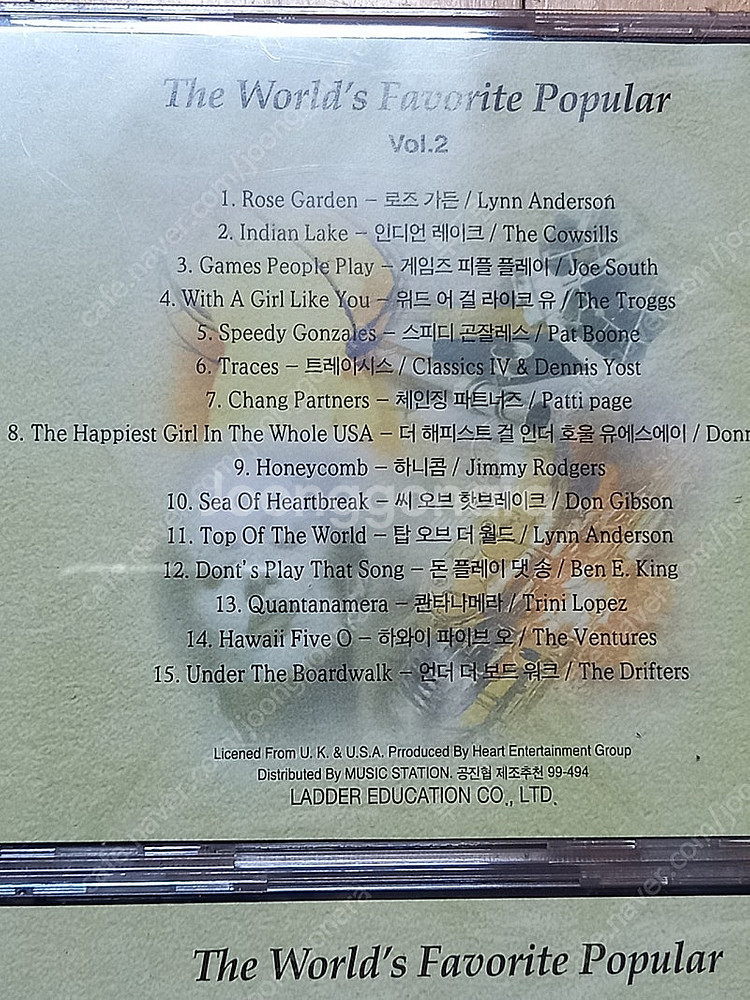 The World's Favorite Popular
Vol.2
1. Rose Garden – 로즈 가든 / Lynn Anderson
2. Indian Lake – 인디언 레이크 / The Cowsills
3. Games People Play – 게임즈 피플 플레이 / Joe South
4. With A Girl Like You – 위드 어 걸 라이크 유 / The Troggs
5. Speedy Gonzales – 스피디 곤잘레스 / Pat Boone
6. Traces – 트레이시스 / Classics IV & Dennis Yost
7. Chang Partners – 체인징 파트너즈 / Patti page
8. The Happiest Girl In The Whole USA – 더 해피스트 걸 인더 호울 유에스에이 /
9. Honeycomb – 하니콤 / Jimmy Rodgers
10. Sea Of Heartbreak – 씨 오브 핫브레이크 / Don Gibson
11. Top Of The World – 탑 오브 더 월드 / Lynn Anderson
12. Dont's Play That Song – 돈 플레이 댓 송 / Ben E. King
13. Quantanamera – 콴타나메라 / Trini Lopez
14. Hawaii Five O – 하와이 파이브 오 / The Ventures
15. Under The Boardwalk – 언더 더 보드 워크 / The Drifters
Licened From U. K. & U.S.A. Prroduced By Heart Entertainment Group
Distributed By MUSIC STATION. 공진협 제조추천 99-494
LADDER EDUCATION CO., LTD.
The World's Favorite Popular